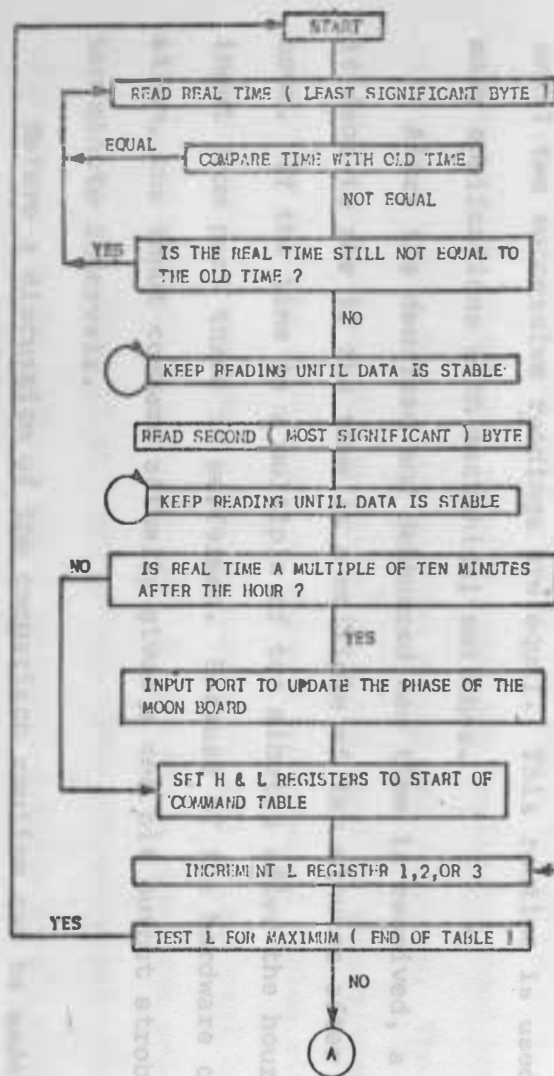 START
READ REAL TIME ( LEAST SIGNIFICANT BYTE )
EQUAL
COMPARE TIME WITH OLD TIME
NOT EQUAL
YES
IS THE REAL TIME STILL NOT EQUAL TO
THE OLD TIME ?
NO
KEEP READING UNTIL DATA IS STABLE
READ SECOND ( MOST SIGNIFICANT ) BYTE
KEEP READING UNTIL DATA IS STABLE
NO
IS REAL TIME A MULTIPLE OF TEN MINUTES
AFTER THE HOUR ?
YES
INPUT PORT TO UPDATE THE PHASE OF THE
MOON BOARD
SET H & L REGISTERS TO START OF
COMMAND TABLE
INCREMENT L REGISTER 1,2,OR 3
YES
TEST L FOR MAXIMUM ( END OF TABLE )
NO
A